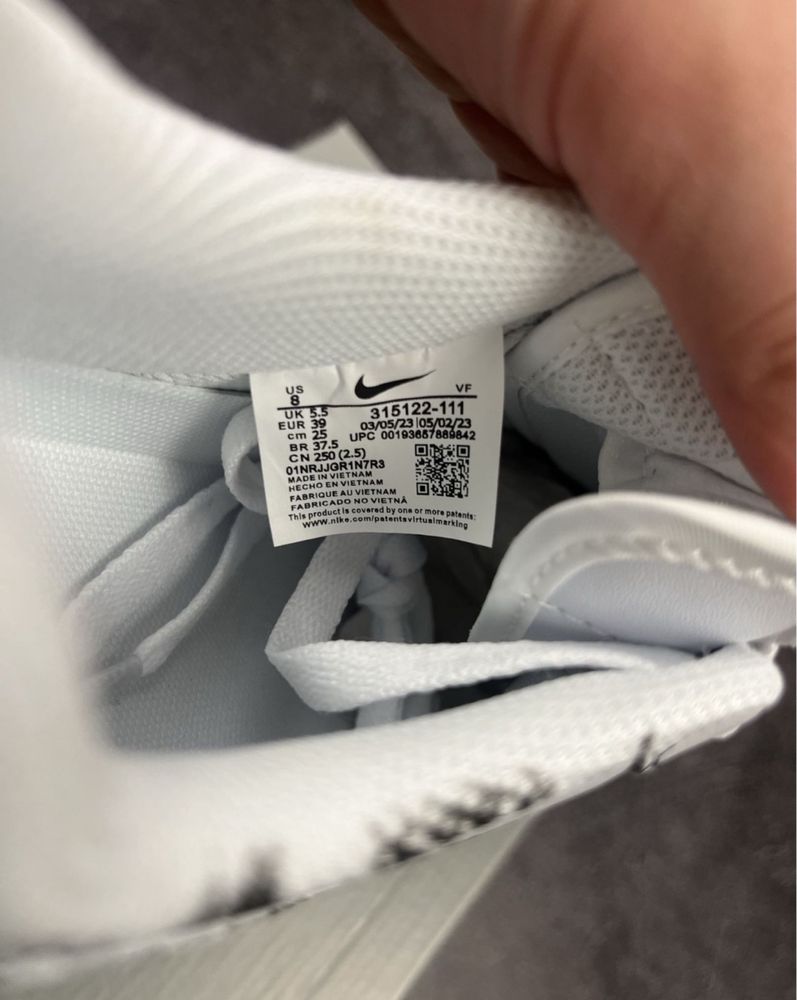 US VF
8
UK 5.5 315122-111
EUR 39 03/05/23 05/02/23
cm 25 UPC 00193657889842
BR 37.5
CN 250 (2.5)
01NRJJGR1N7R3
MADE IN VIETNAM
HECHO EN VIETNAM
FABRIQUE AU VIETNAM
FABRICADO NO VIETNÃ
This product is covered by one or more patents:
www.nike.com/patentsvirtualmarking